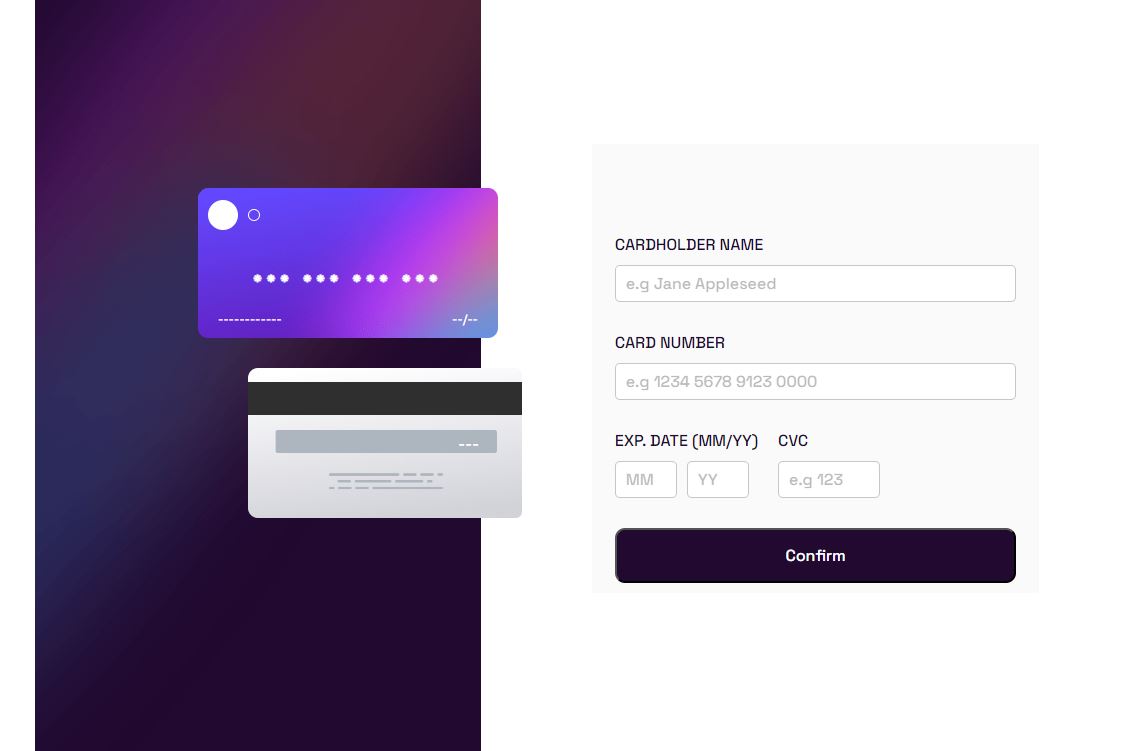 *** *** *** ***
------------ --/--
---
CARDHOLDER NAME
e.g Jane Appleseed
CARD NUMBER
e.g 1234 5678 9123 0000
EXP. DATE (MM/YY) CVC
MM YY e.g 123
Confirm